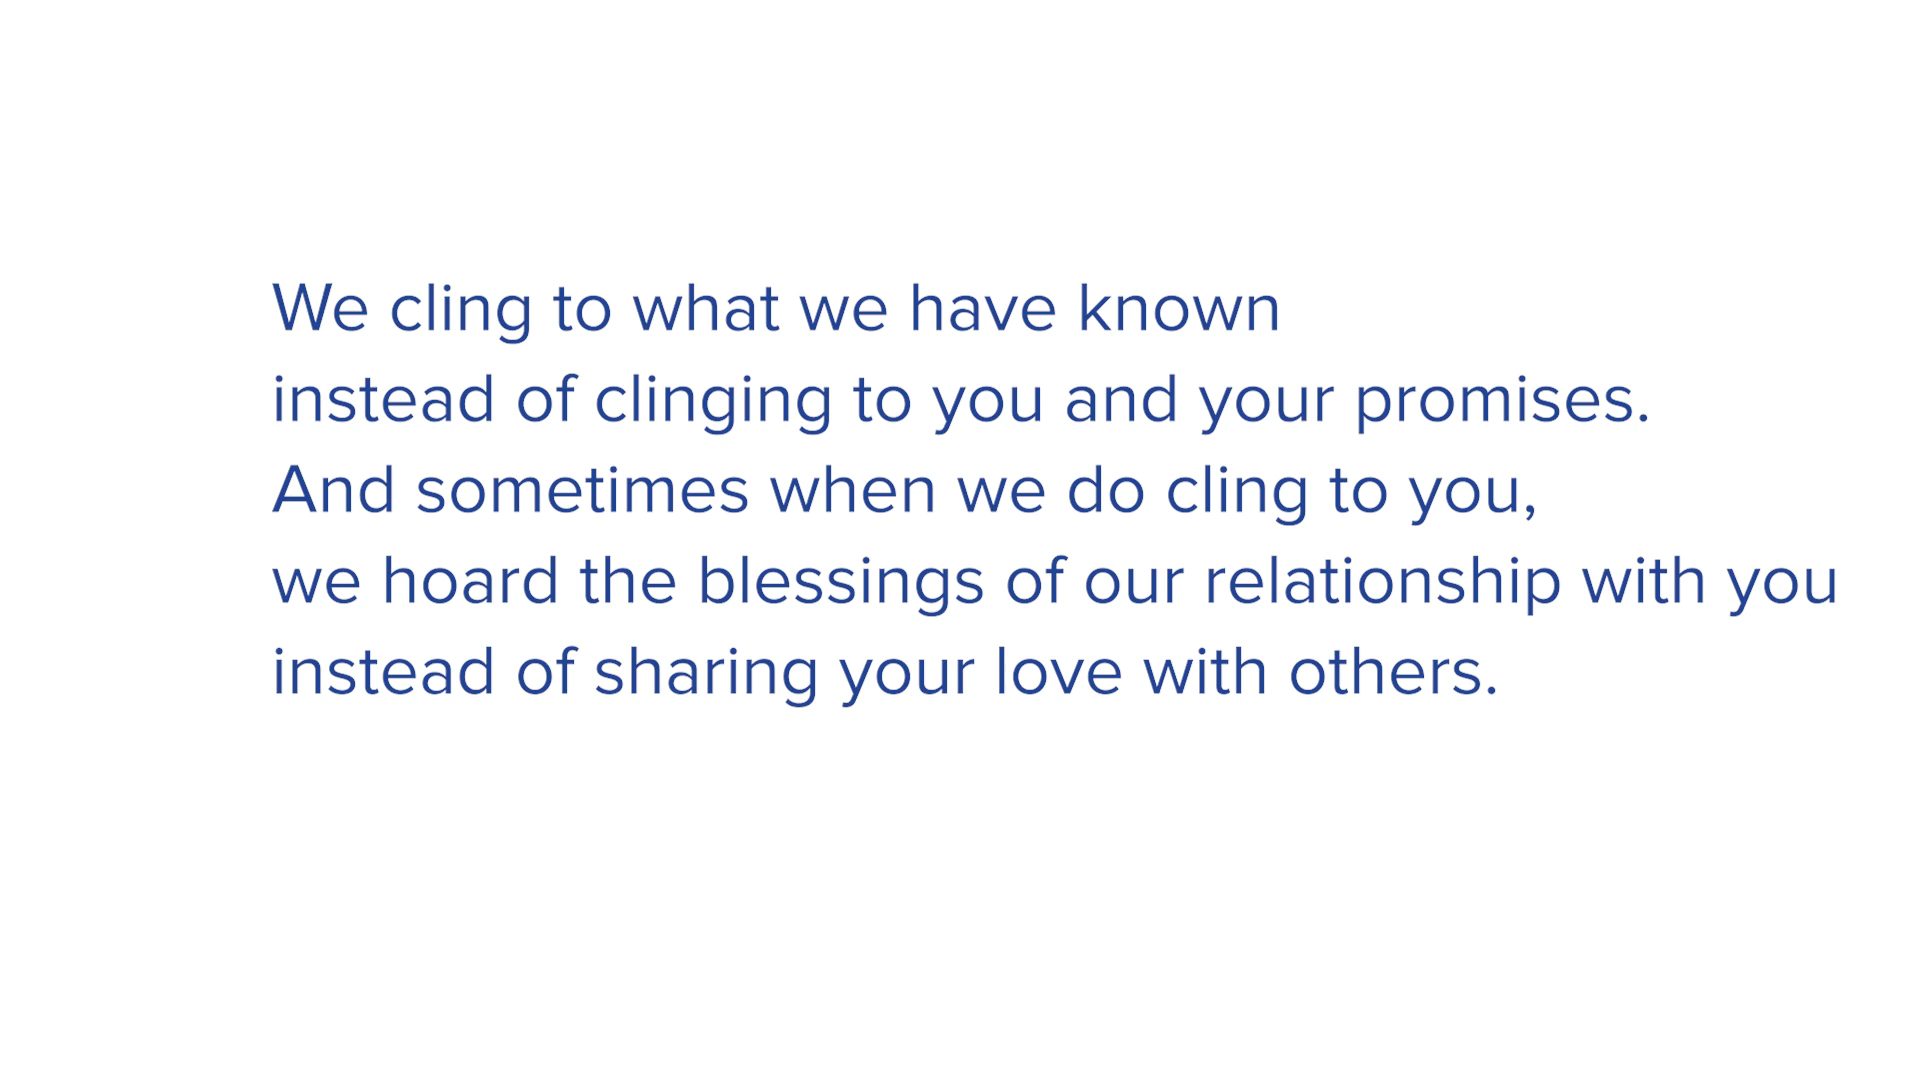 We cling to what we have known
instead of clinging to you and your promises.
And sometimes when we do cling to you,
we hoard the blessings of our relationship with you
instead of sharing your love with others.